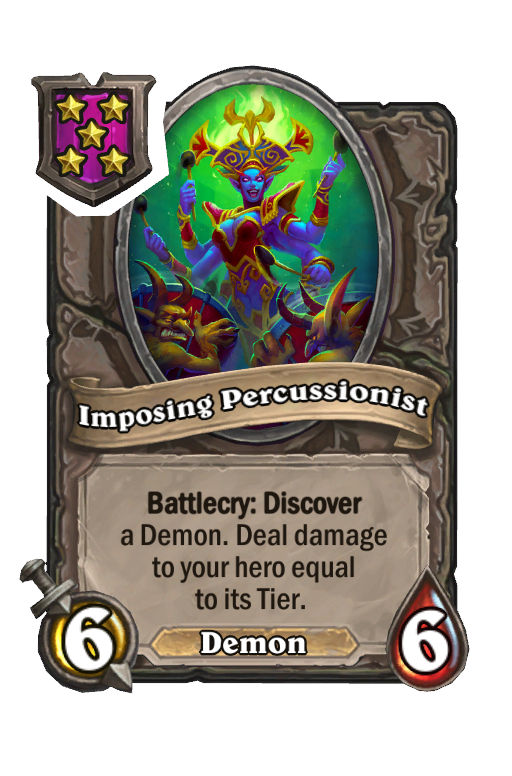 Imposing Percussionist
Battlecry: Discover
a Demon. Deal damage
to your hero equal
to its Tier.
6
Demon
6